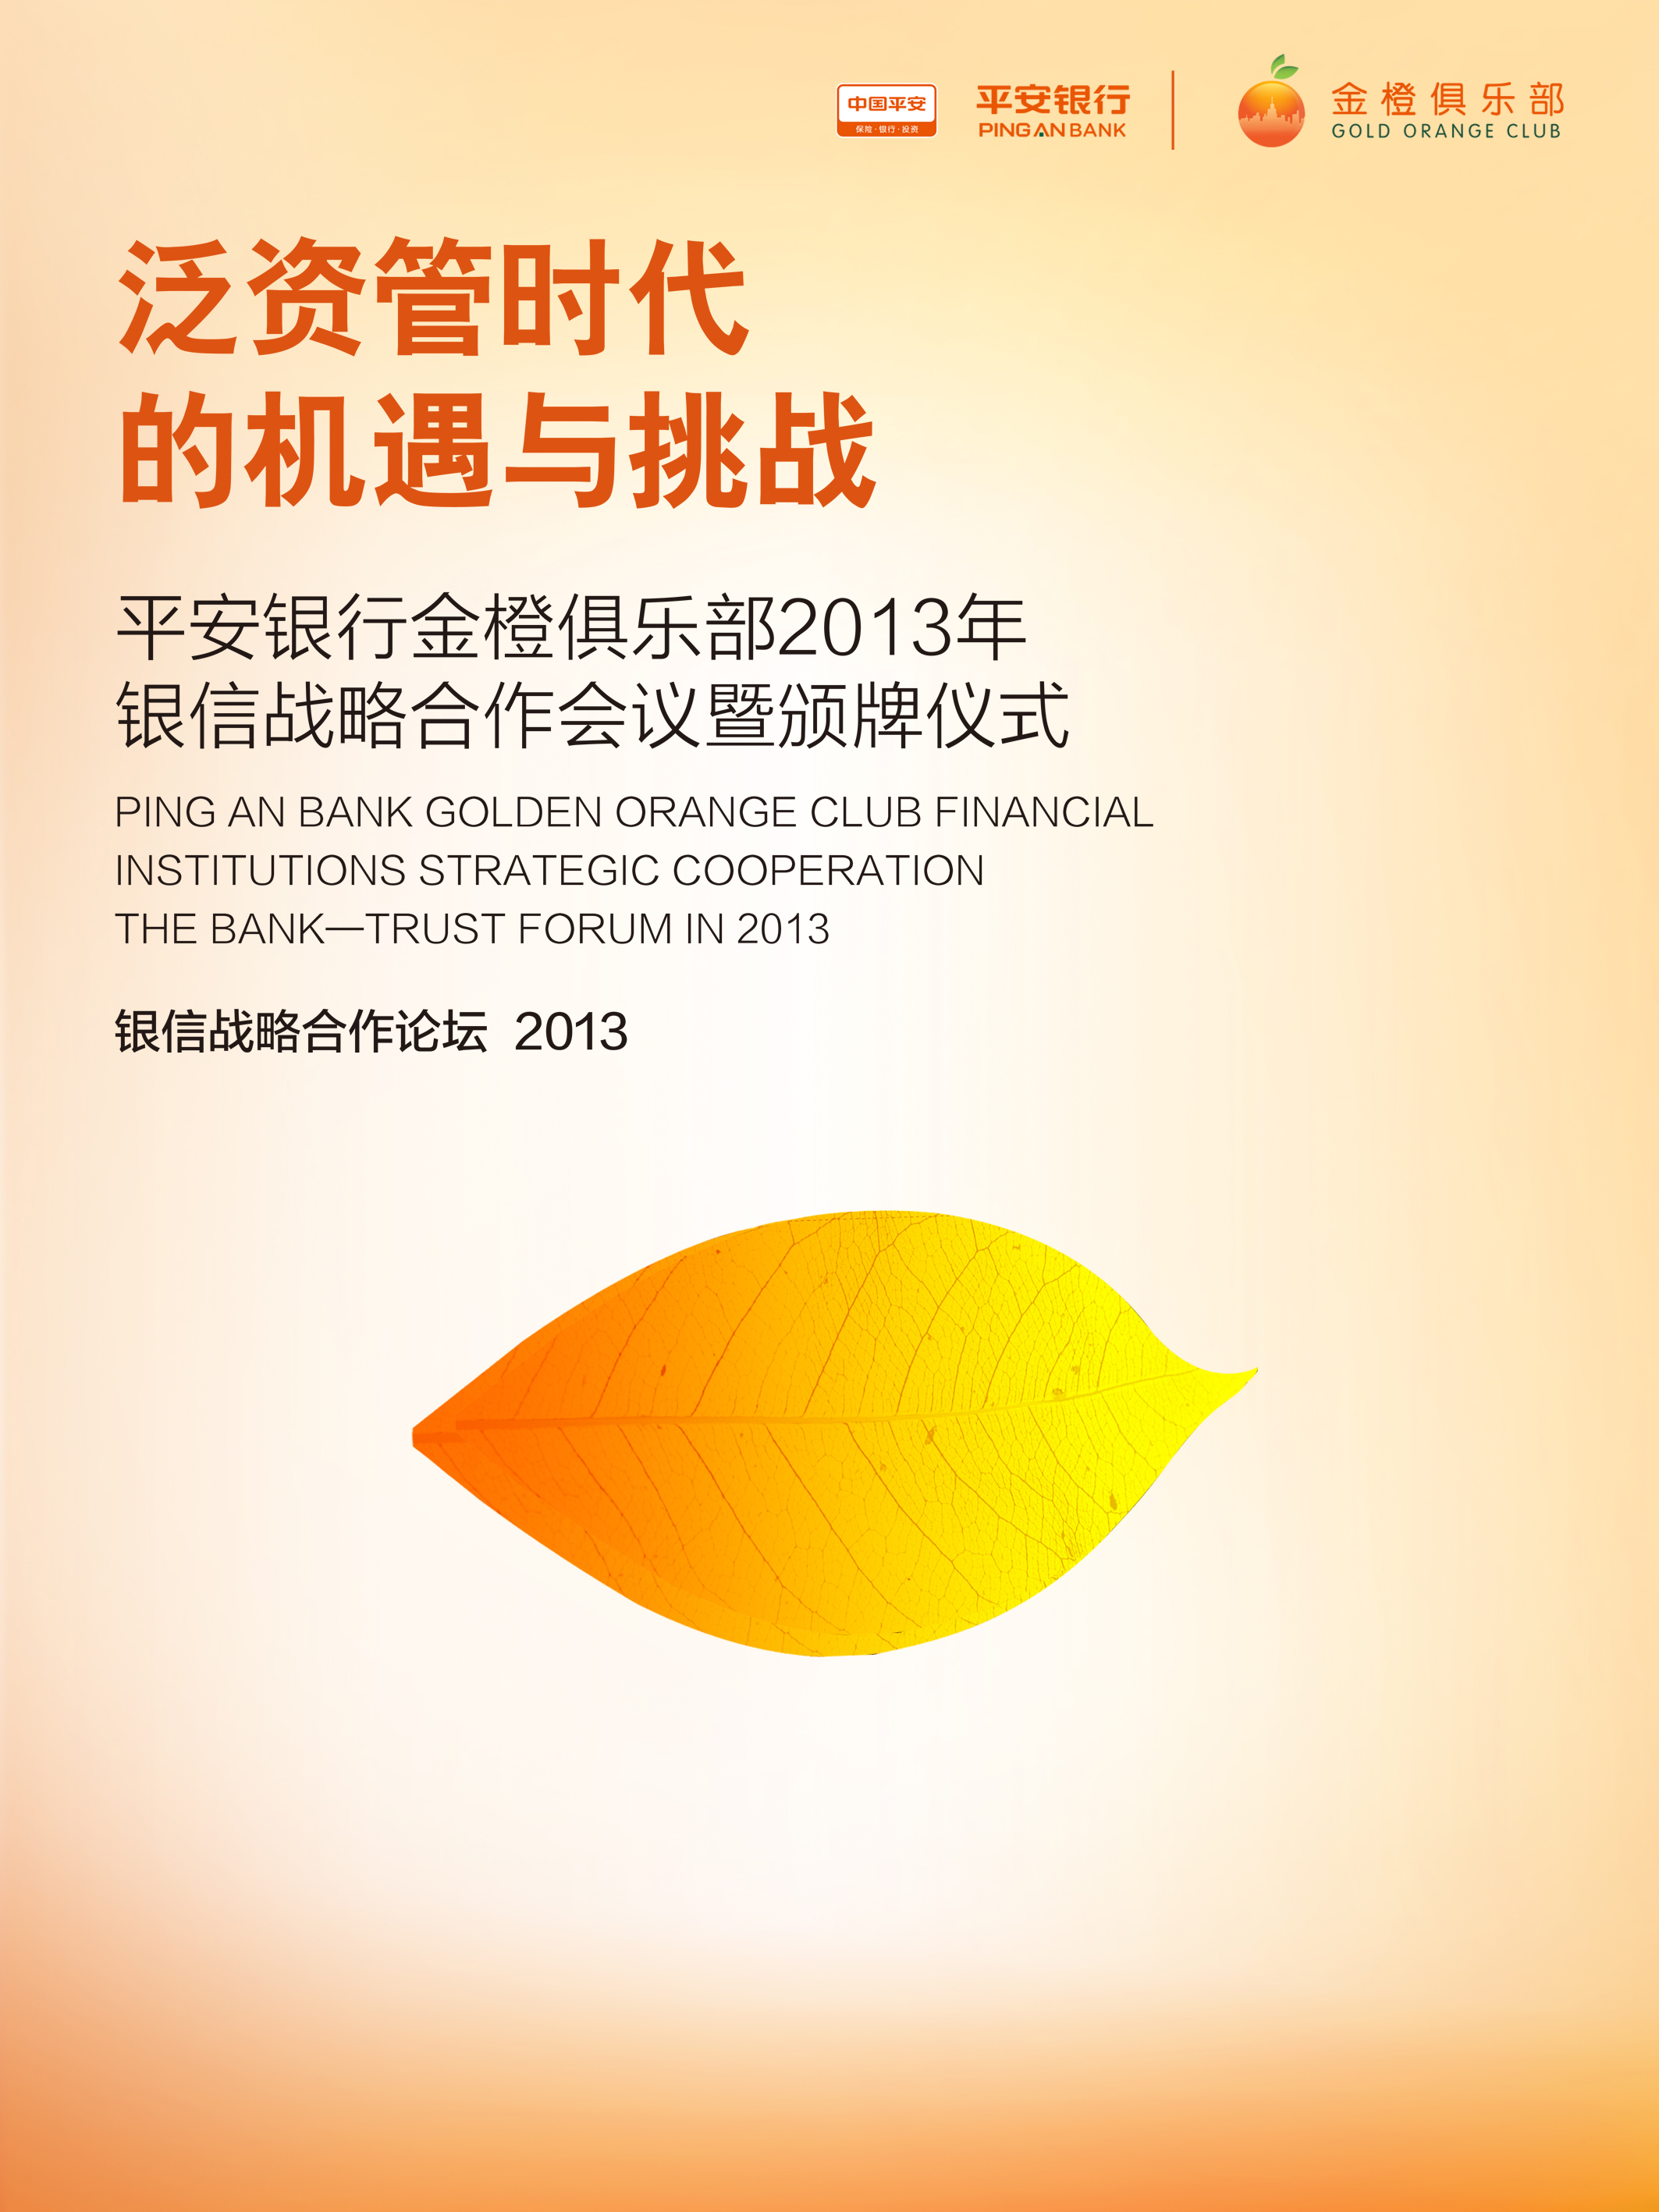 中国平安
保险·银行·投资
平安银行
PING AN BANK
金橙俱乐部
GOLD ORANGE CLUB
泛资管时代
的机遇与挑战
平安银行金橙俱乐部2013年
银信战略合作会议暨颁牌仪式
PING AN BANK GOLDEN ORANGE CLUB FINANCIAL
INSTITUTIONS STRATEGIC COOPERATION
THE BANK—TRUST FORUM IN 2013
银信战略合作论坛 2013